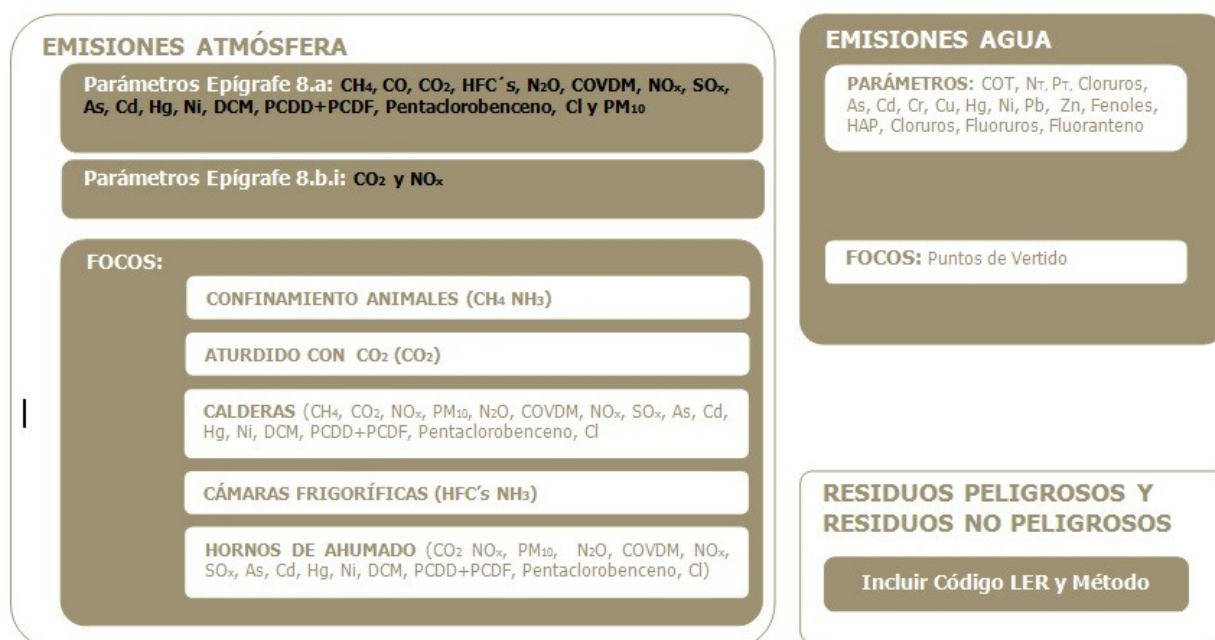 EMISIONES ATMÓSFERA
Parámetros Epígrafe 8.a: CH₄, CO, CO₂, HFC´s, N₂O, COVDM, NOₓ, SOₓ,
As, Cd, Hg, Ni, DCM, PCDD+PCDF, Pentaclorobenceno, Cl y PM₁₀
Parámetros Epígrafe 8.b.i: CO₂ y NOₓ
FOCOS:
CONFINAMIENTO ANIMALES (CH₄ NH₃)
ATURDIDO CON CO₂ (CO₂)
CALDERAS (CH₄, CO₂, NOₓ, PM₁₀, N₂O, COVDM, NOₓ, SOₓ, As, Cd,
Hg, Ni, DCM, PCDD+PCDF, Pentaclorobenceno, Cl
CÁMARAS FRIGORÍFICAS (HFC’s NH₃)
HORNOS DE AHUMADO (CO₂ NOₓ, PM₁₀, N₂O, COVDM, NOₓ,
SOₓ, As, Cd, Hg, Ni, DCM, PCDD+PCDF, Pentaclorobenceno, Cl)
EMISIONES AGUA
PARÁMETROS: COT, Nᴛ, Pᴛ, Cloruros,
As, Cd, Cr, Cu, Hg, Ni, Pb, Zn, Fenoles,
HAP, Cloruros, Fluoruros, Fluoranteno
FOCOS: Puntos de Vertido
RESIDUOS PELIGROSOS Y
RESIDUOS NO PELIGROSOS
Incluir Código LER y Método